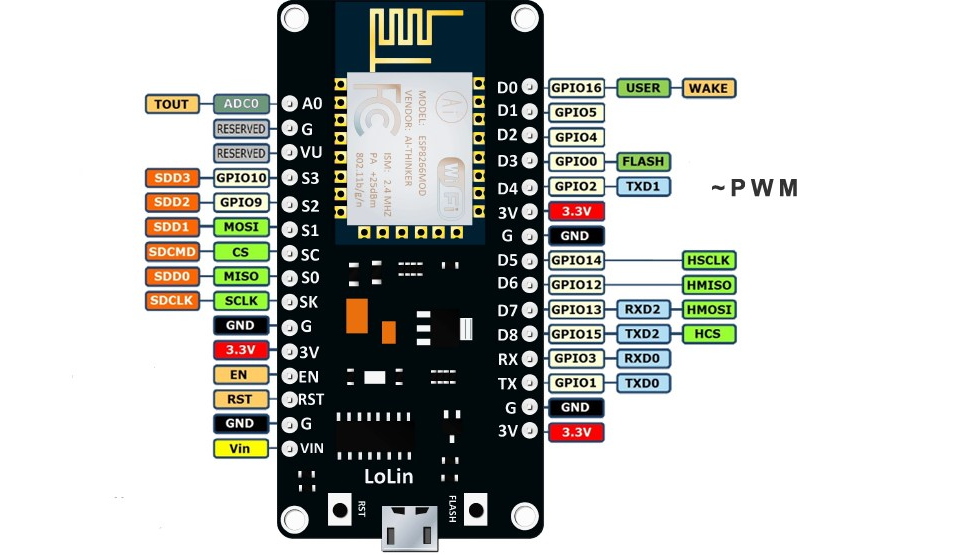 TOUT ADC0 A0
RESERVED G
RESERVED VU
SDD3 GPIO10 S3
SDD2 GPIO9 S2
SDD1 MOSI S1
SDCMD CS SC
SDD0 MISO S0
SDCLK SCLK SK
GND G
3.3V 3V
EN EN
RST RST
GND G
Vin VIN
MODEL: ESP8266MOD
VENDOR: AI-THINKER
ISM: 2.4 MHZ
PA +25dBm
802.11b/g/n
FC
Ai
Wi Fi
LoLin
RST
FLASH
D0 GPIO16 USER WAKE
D1 GPIO5
D2 GPIO4
D3 GPIO0 FLASH
D4 GPIO2 TXD1
3V 3.3V
G GND
D5 GPIO14 HSCLK
D6 GPIO12 HMISO
D7 GPIO13 RXD2 HMOSI
D8 GPIO15 TXD2 HCS
RX GPIO3 RXD0
TX GPIO1 TXD0
G GND
3V 3.3V
~PWM